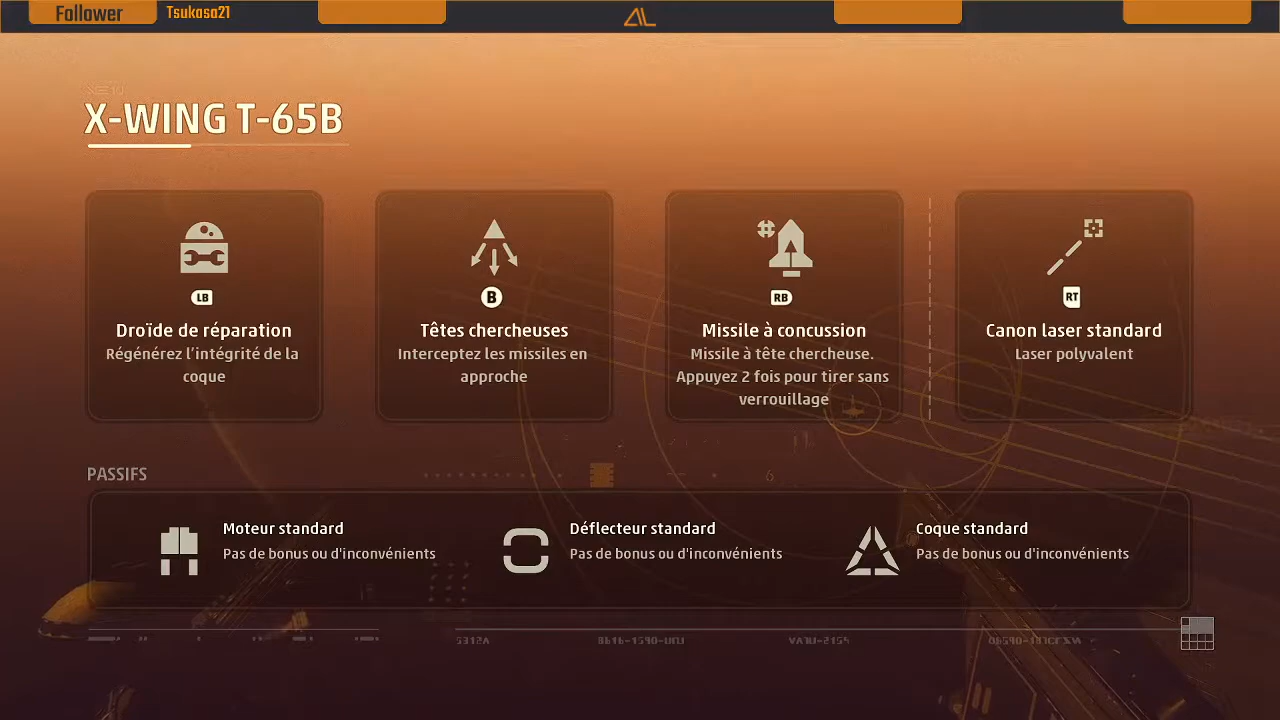 Follower
Tsukasa21
X-WING T-65B
LB
Droïde de réparation
Régénérez l'intégrité de la
coque
B
Têtes chercheuses
Interceptez les missiles en
approche
RB
Missile à concussion
Missile à tête chercheuse.
Appuyez 2 fois pour tirer sans
verrouillage
RT
Canon laser standard
Laser polyvalent
PASSIFS
Moteur standard
Pas de bonus ou d'inconvénients
Déflecteur standard
Pas de bonus ou d'inconvénients
Coque standard
Pas de bonus ou d'inconvénients